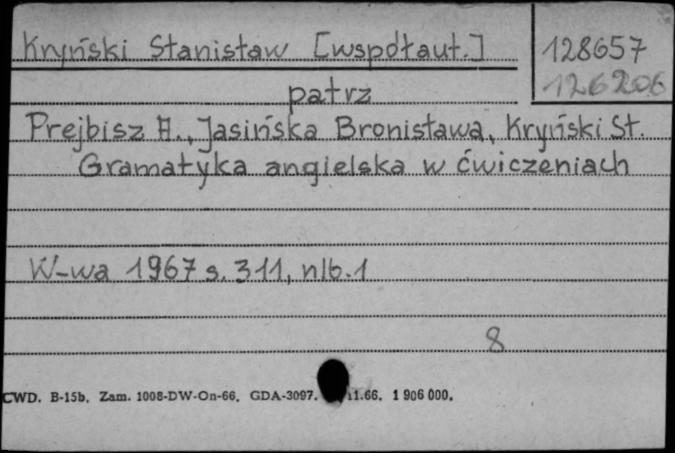 Kryński Stanisław [współaut.]
128657
126206
patrz
Prejbisz A., Jasińska Bronisława, Kryński St.
Gramatyka angielska w ćwiczeniach
W-wa 1967 s. 311, nlb. 1
8
CWD. B-15b. Zam. 1008-DW-On-66. GDA-3097. 11.66. 1 906 000.